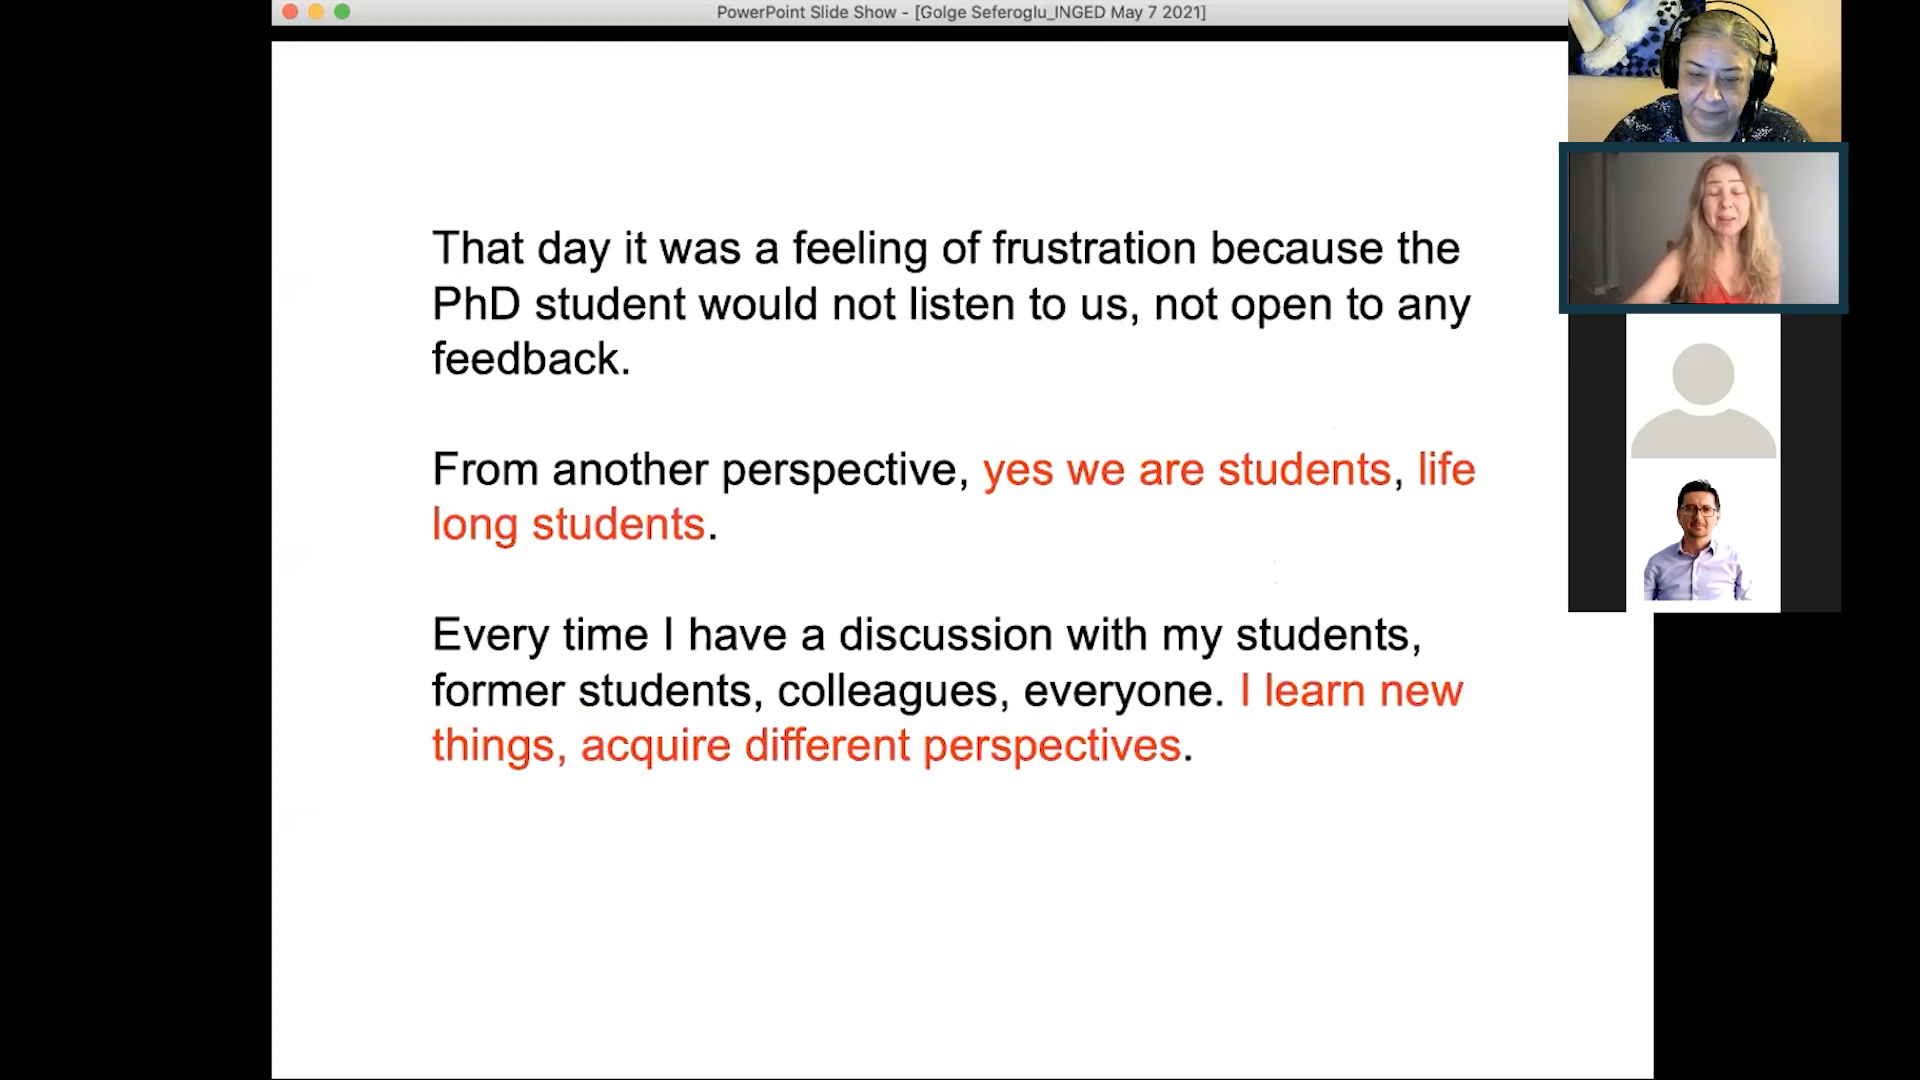 PowerPoint Slide Show - [Golge Seferoglu_INGED May 7 2021]
That day it was a feeling of frustration because the
PhD student would not listen to us, not open to any
feedback.
From another perspective, yes we are students, life
long students.
Every time I have a discussion with my students,
former students, colleagues, everyone. I learn new
things, acquire different perspectives.